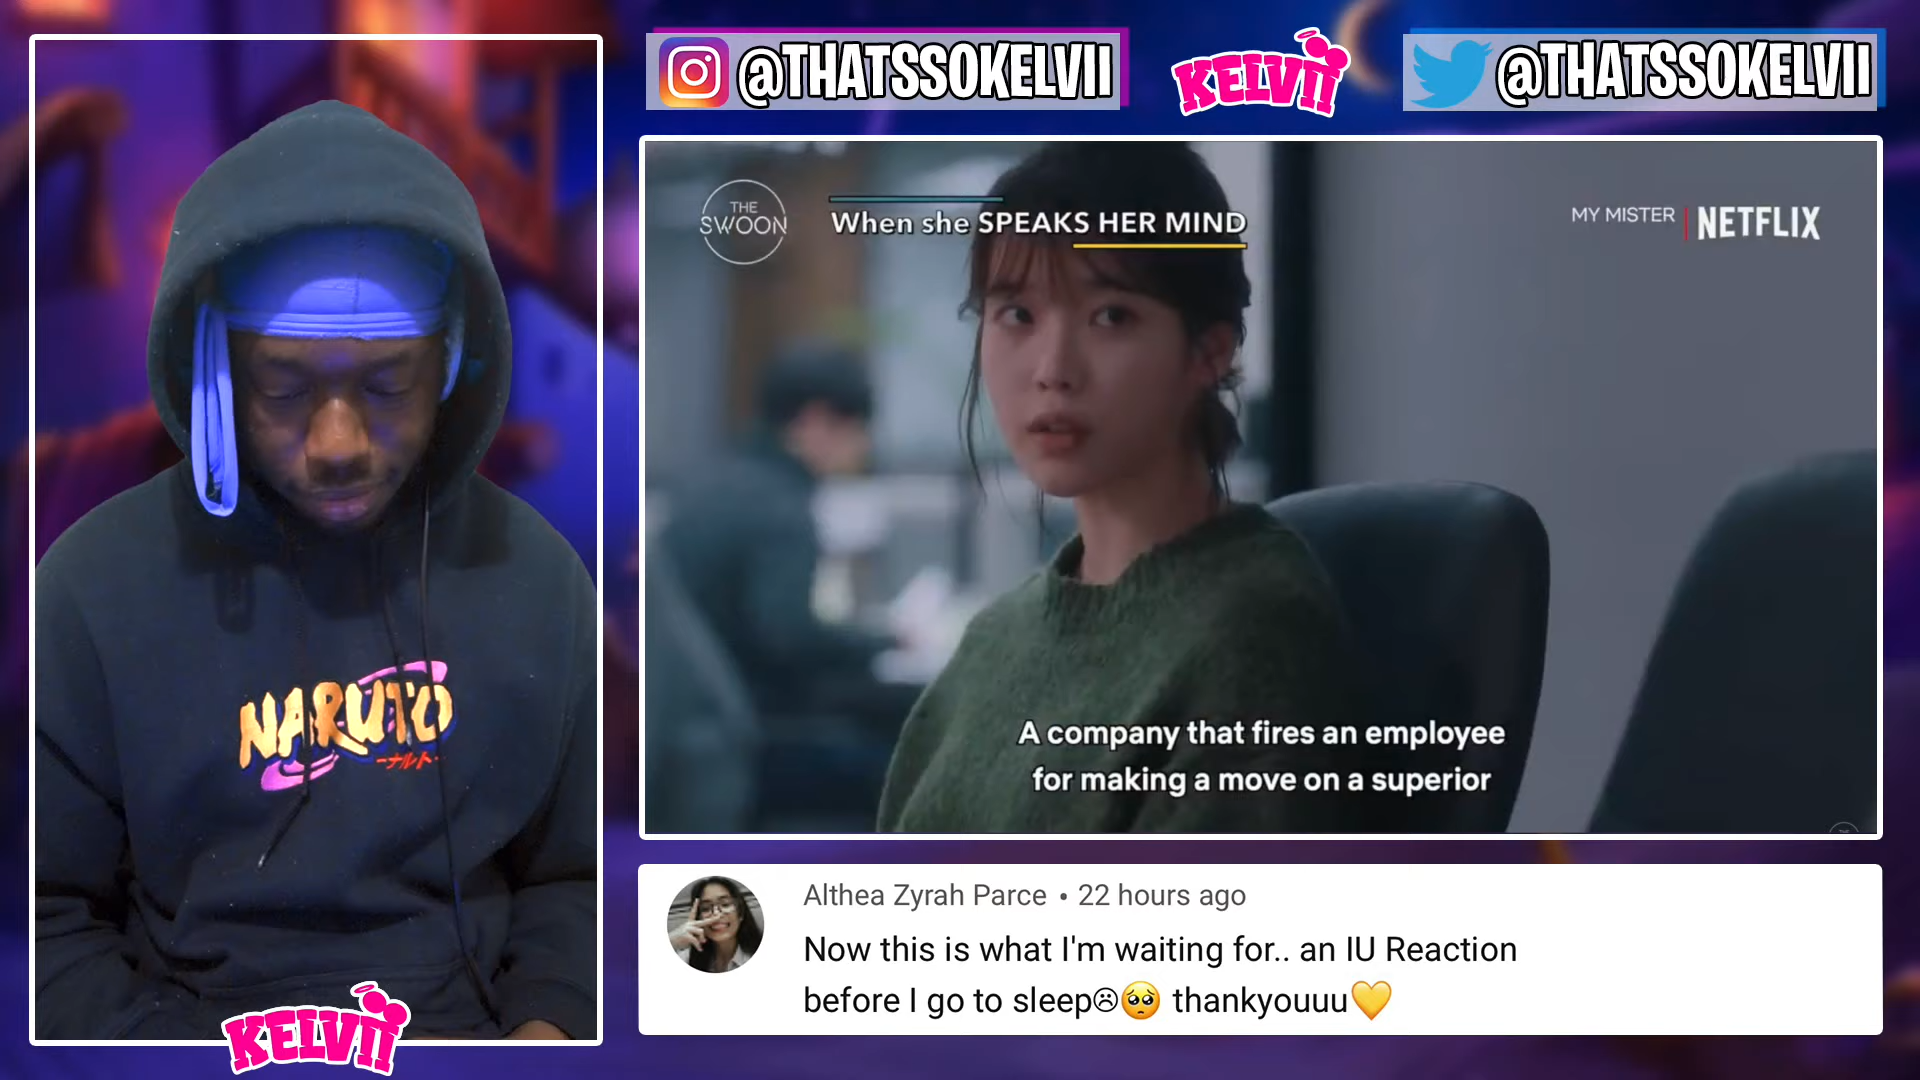 @THATSSOKELVII
KELVII
@THATSSOKELVII
THE
SWOON
When she SPEAKS HER MIND
MY MISTER
NETFLIX
NARUTO
ーナルトー
A company that fires an employee
for making a move on a superior
Althea Zyrah Parce • 22 hours ago
Now this is what I'm waiting for.. an IU Reaction
before I go to sleep☹🥺 thankyouuu💛
KELVII